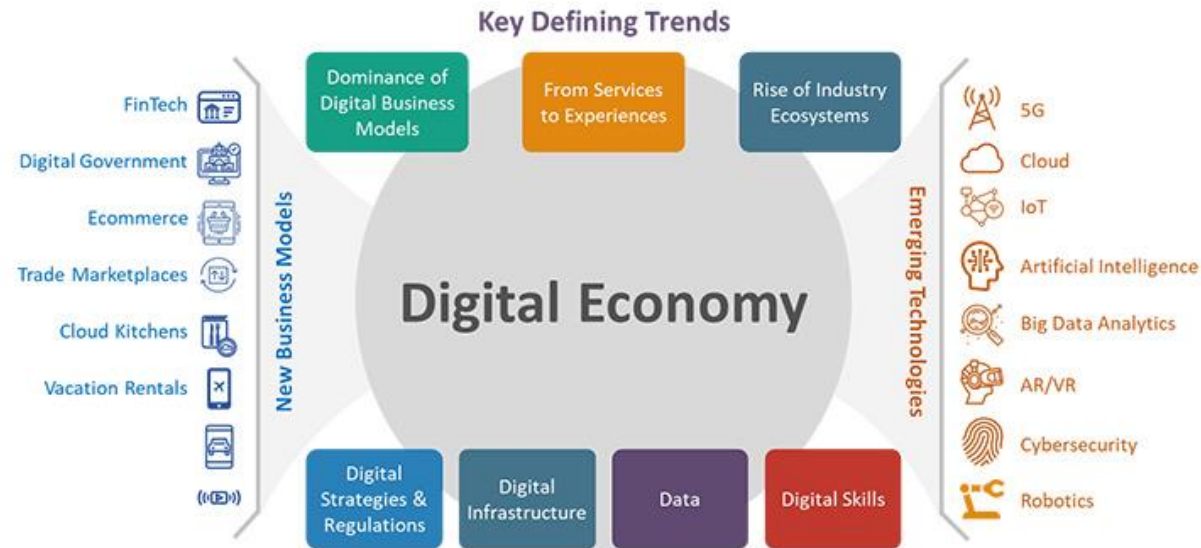 Key Defining Trends
Dominance of
Digital Business
Models
From Services
to Experiences
Rise of Industry
Ecosystems
FinTech
Digital Government
Ecommerce
Trade Marketplaces
Cloud Kitchens
Vacation Rentals
New Business Models
Digital Economy
Emerging Technologies
5G
Cloud
IoT
Artificial Intelligence
Big Data Analytics
AR/VR
Cybersecurity
Robotics
Digital
Strategies &
Regulations
Digital
Infrastructure
Data
Digital Skills